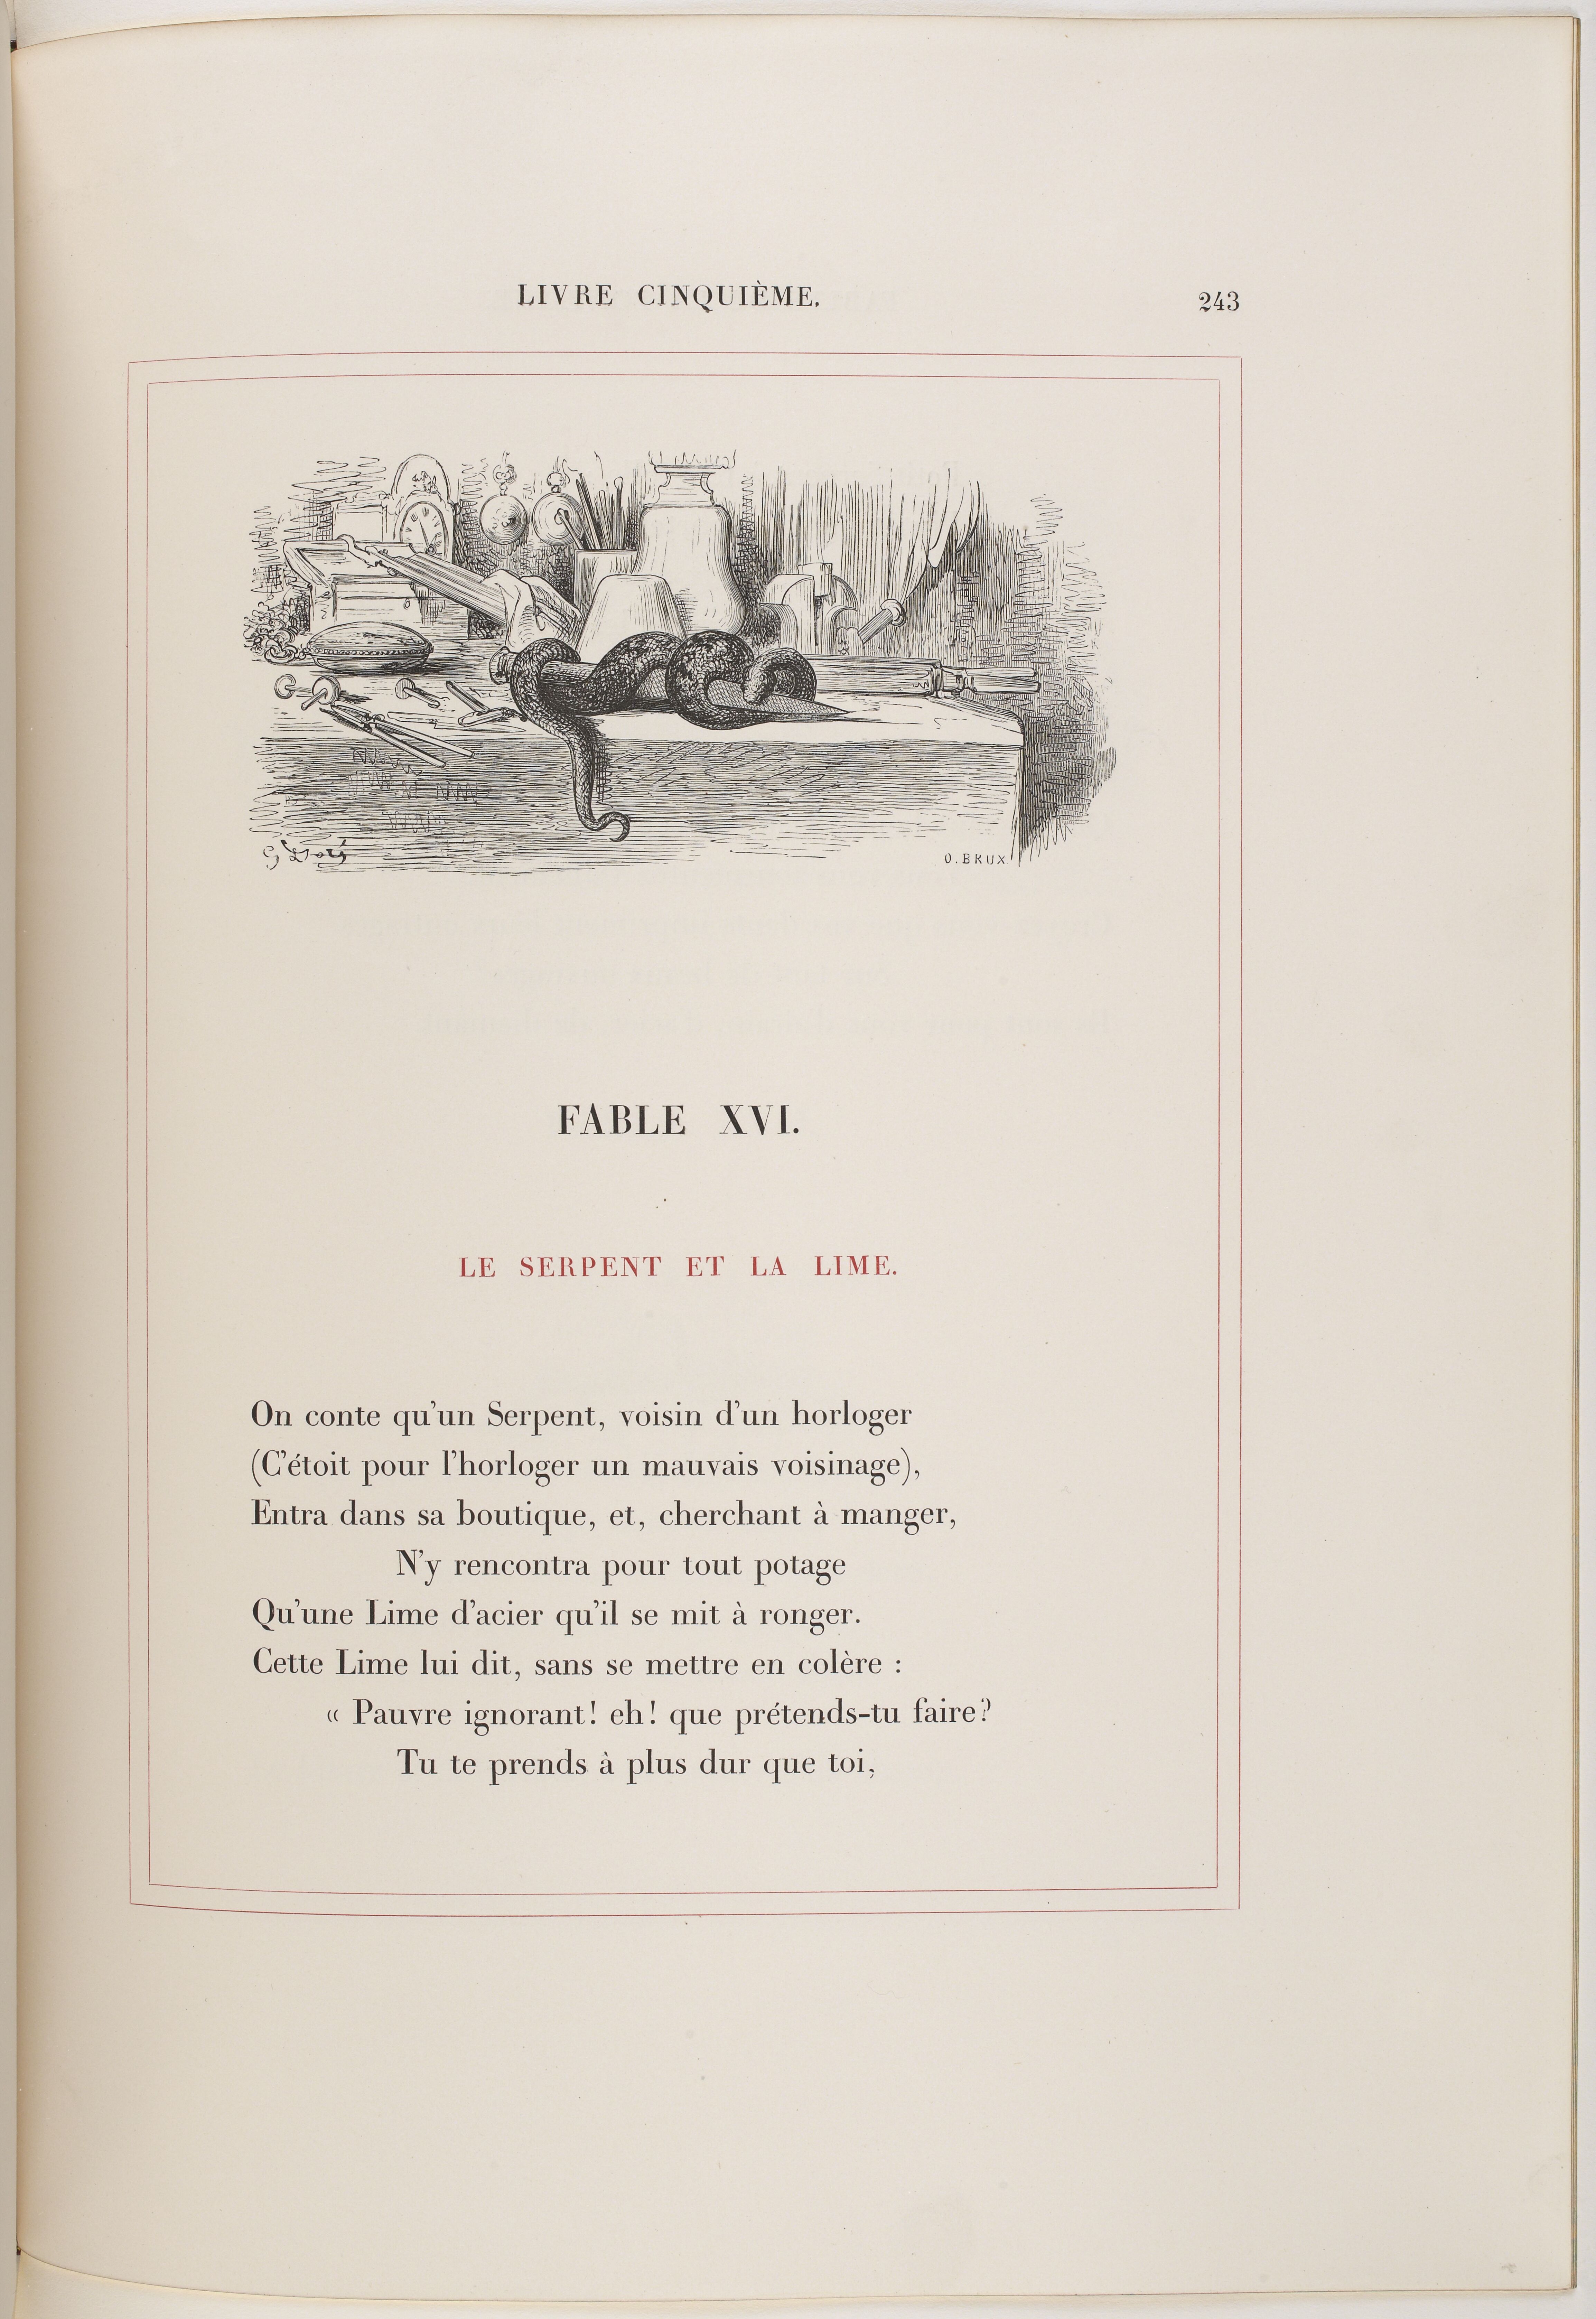 LIVRE CINQUIÈME.
243
G Doré
O. BRUX
FABLE XVI.
LE SERPENT ET LA LIME.
On conte qu'un Serpent, voisin d'un horloger
(C'étoit pour l'horloger un mauvais voisinage),
Entra dans sa boutique, et, cherchant à manger,
N'y rencontra pour tout potage
Qu'une Lime d'acier qu'il se mit à ronger.
Cette Lime lui dit, sans se mettre en colère :
« Pauvre ignorant! eh! que prétends-tu faire?
Tu te prends à plus dur que toi,